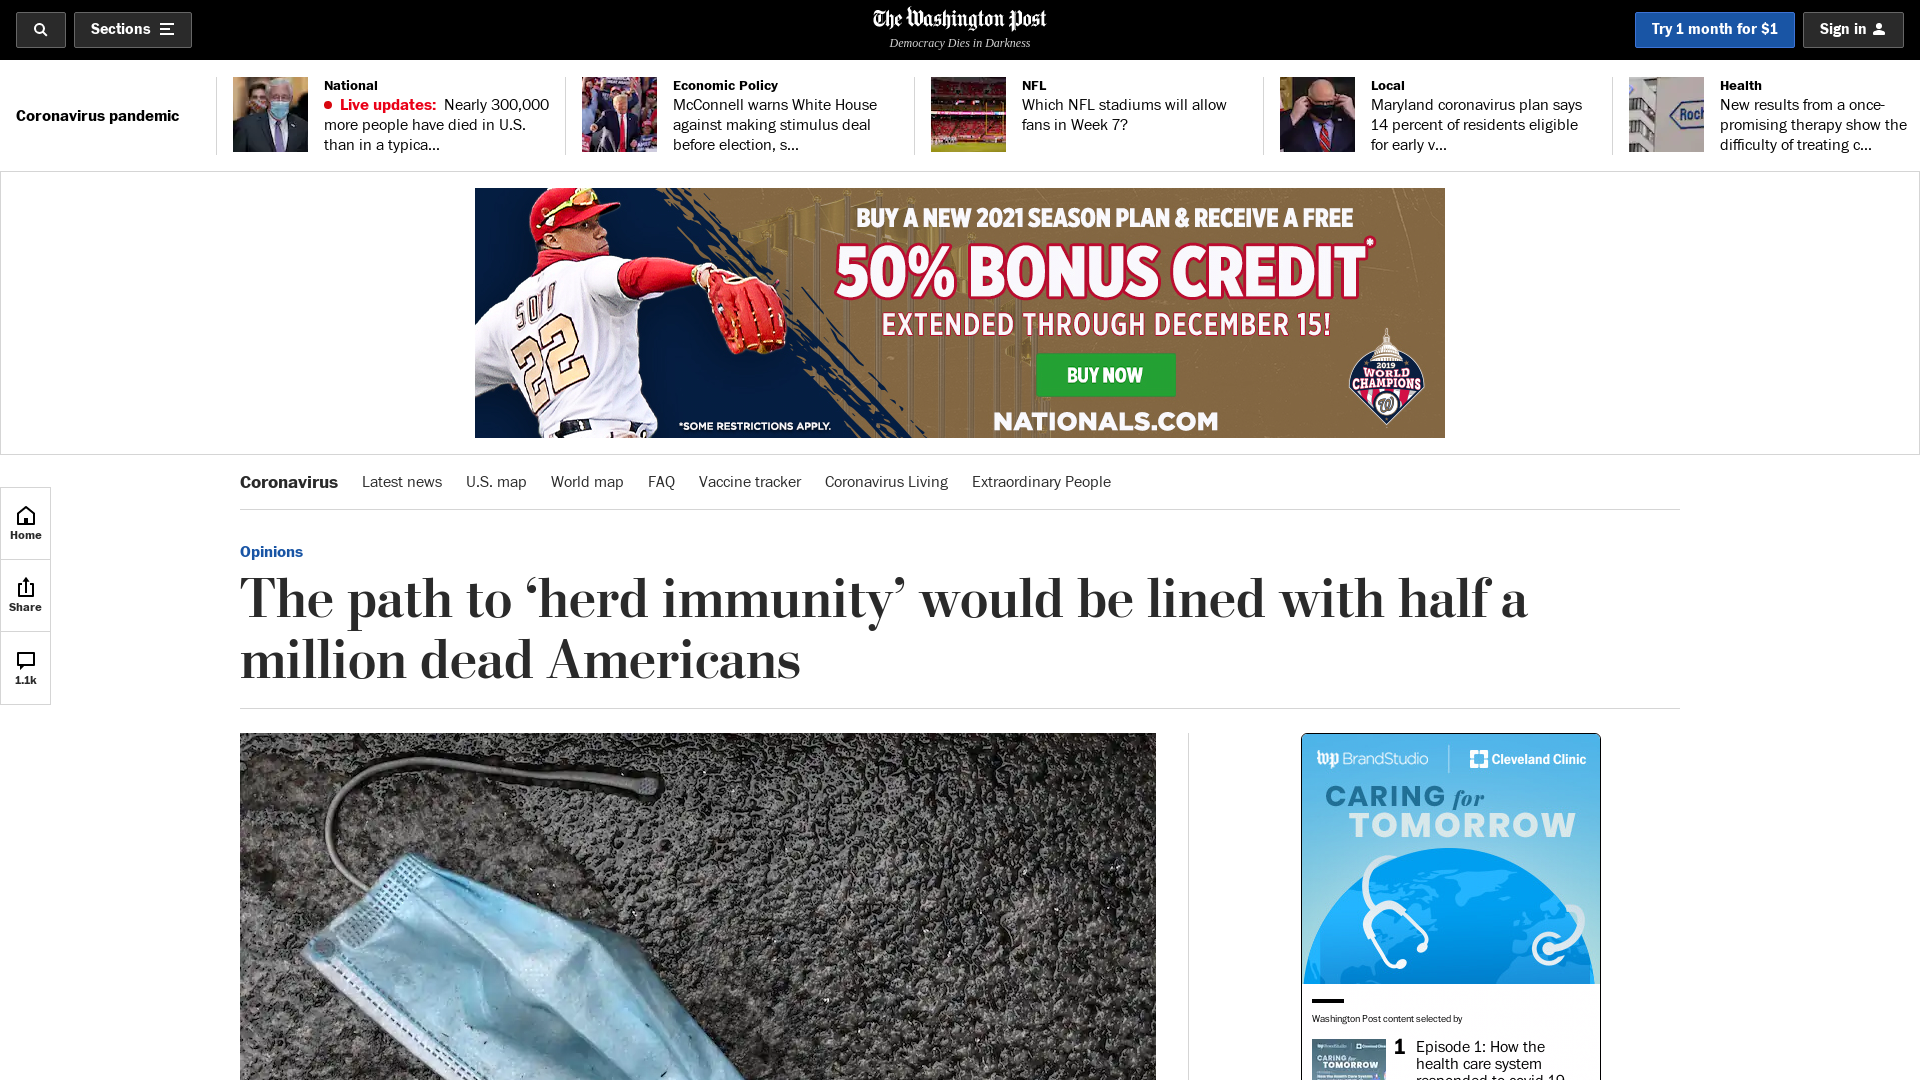 Sections
The Washington Post
Democracy Dies in Darkness
Try 1 month for $1
Sign in
Coronavirus pandemic
National
Live updates: Nearly 300,000
more people have died in U.S.
than in a typica...
Economic Policy
McConnell warns White House
against making stimulus deal
before election, s...
NFL
Which NFL stadiums will allow
fans in Week 7?
Local
Maryland coronavirus plan says
14 percent of residents eligible
for early v...
Roc
Health
New results from a once-
promising therapy show the
difficulty of treating c...
BUY A NEW 2021 SEASON PLAN & RECEIVE A FREE
50% BONUS CREDIT*
EXTENDED THROUGH DECEMBER 15!
BUY NOW
NATIONALS.COM
*SOME RESTRICTIONS APPLY.
SOTO
22
2019
WORLD
CHAMPIONS
W
Coronavirus Latest news U.S. map World map FAQ Vaccine tracker Coronavirus Living Extraordinary People
Home
Share
1.1k
Opinions
The path to ‘herd immunity’ would be lined with half a
million dead Americans
wp BrandStudio Cleveland Clinic
CARING for
TOMORROW
Washington Post content selected by
CARING for
TOMORROW
1 Episode 1: How the
health care system
responded to covid-19